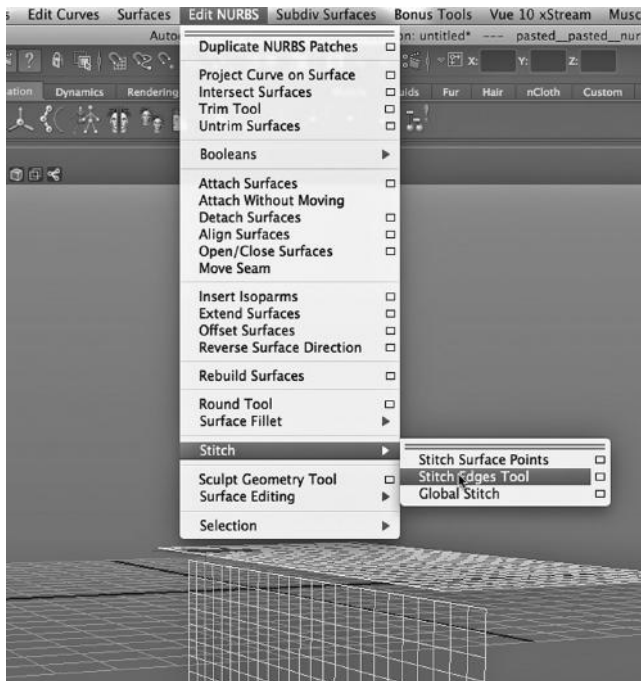 Edit Curves Surfaces Edit NURBS Subdiv Surfaces Bonus Tools Vue 10 xStream Musc
Auto on: untitled* --- pasted__pasted__nur
? X: Y: Z:
ation Dynamics Rendering uids Fur Hair nCloth Custom
Duplicate NURBS Patches
Project Curve on Surface
Intersect Surfaces
Trim Tool
Untrim Surfaces
Booleans
Attach Surfaces
Attach Without Moving
Detach Surfaces
Align Surfaces
Open/Close Surfaces
Move Seam
Insert Isoparms
Extend Surfaces
Offset Surfaces
Reverse Surface Direction
Rebuild Surfaces
Round Tool
Surface Fillet
Stitch
Stitch Surface Points
Stitch Edges Tool
Global Stitch
Sculpt Geometry Tool
Surface Editing
Selection